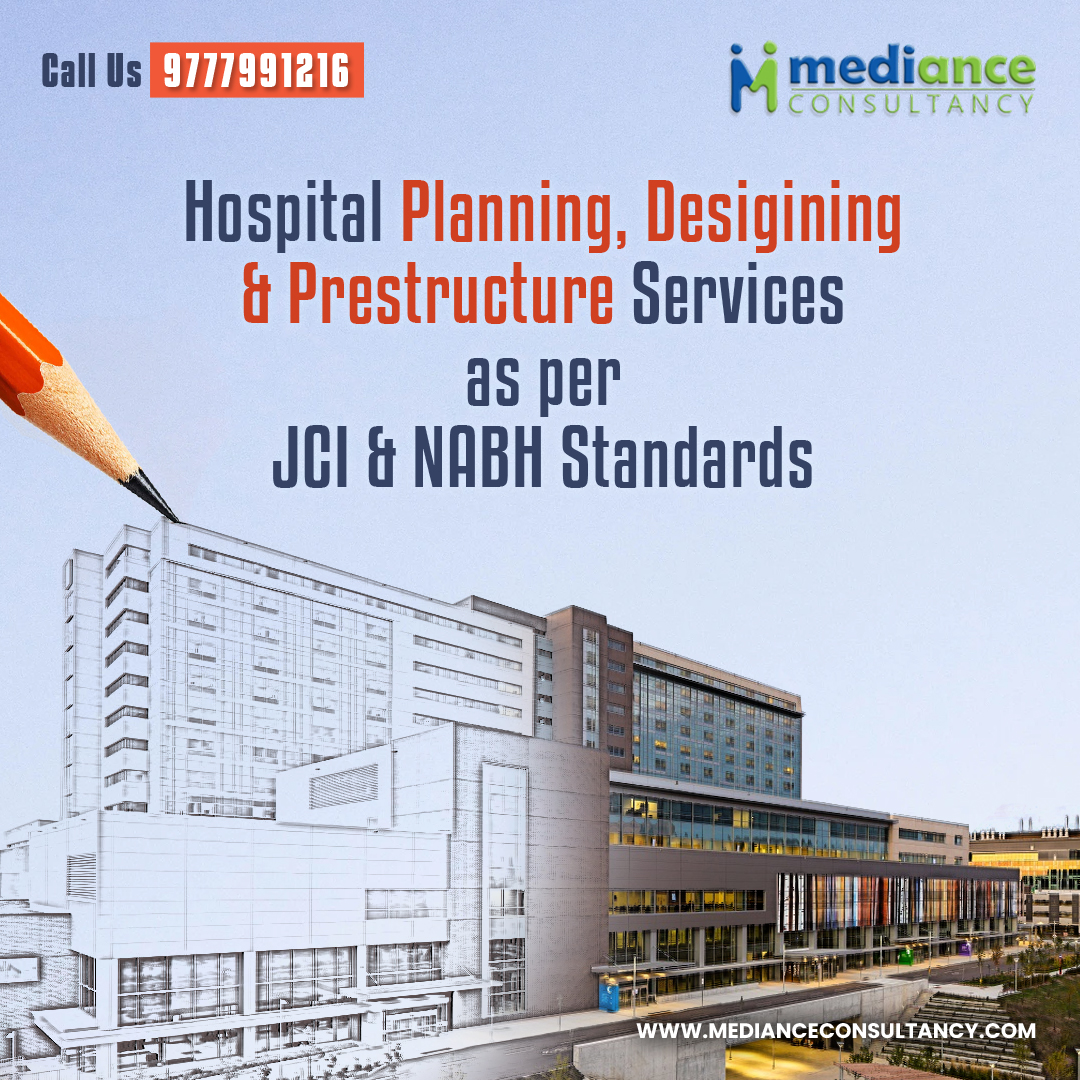 Call Us 9777991216
mediance
CONSULTANCY
Hospital Planning, Desigining
& Prestructure Services
as per
JCI & NABH Standards
WWW.MEDIANCECONSULTANCY.COM